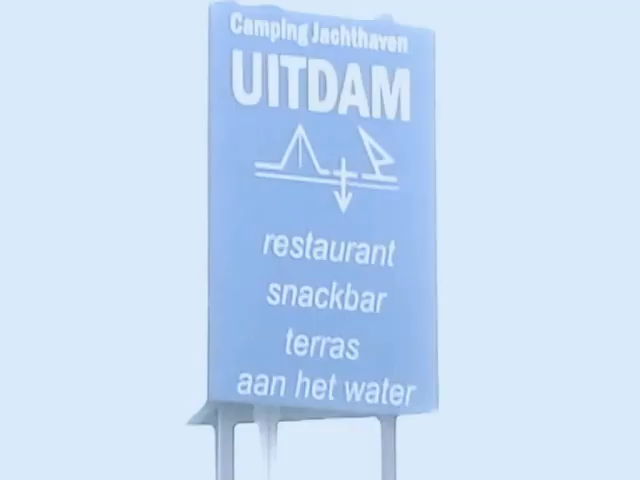 Camping Jachthaven
UITDAM
restaurant
snackbar
terras
aan het water